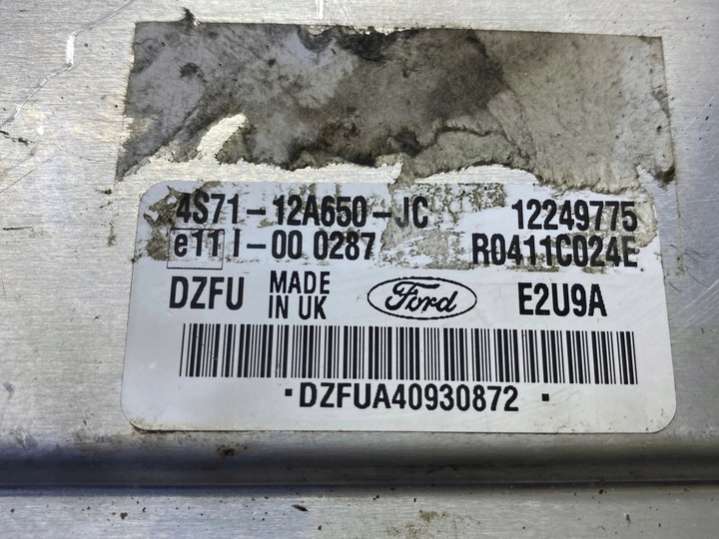 4S71-12A650-JC 12249775
e11 I-00 0287 R0411C024E
DZFU MADE IN UK Ford E2U9A
·DZFUA40930872·